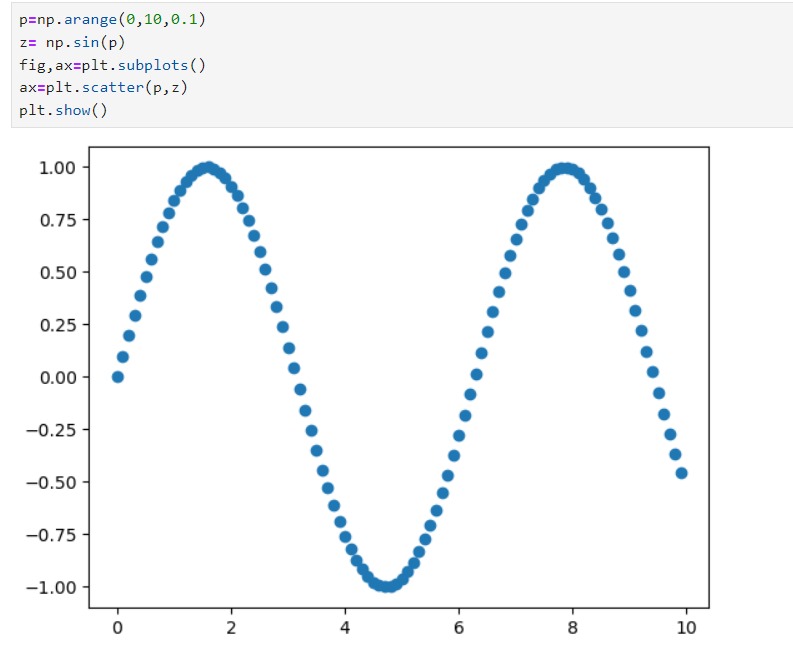 p=np.arange(0,10,0.1)
z= np.sin(p)
fig,ax=plt.subplots()
ax=plt.scatter(p,z)
plt.show()
1.00
0.75
0.50
0.25
0.00
−0.25
−0.50
−0.75
−1.00
0 2 4 6 8 10